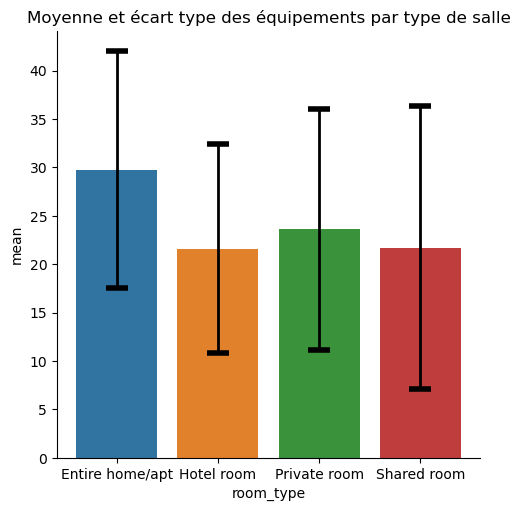 Moyenne et écart type des équipements par type de salle
40
35
30
25
20
15
10
5
0
mean
Entire home/apt Hotel room Private room Shared room
room_type